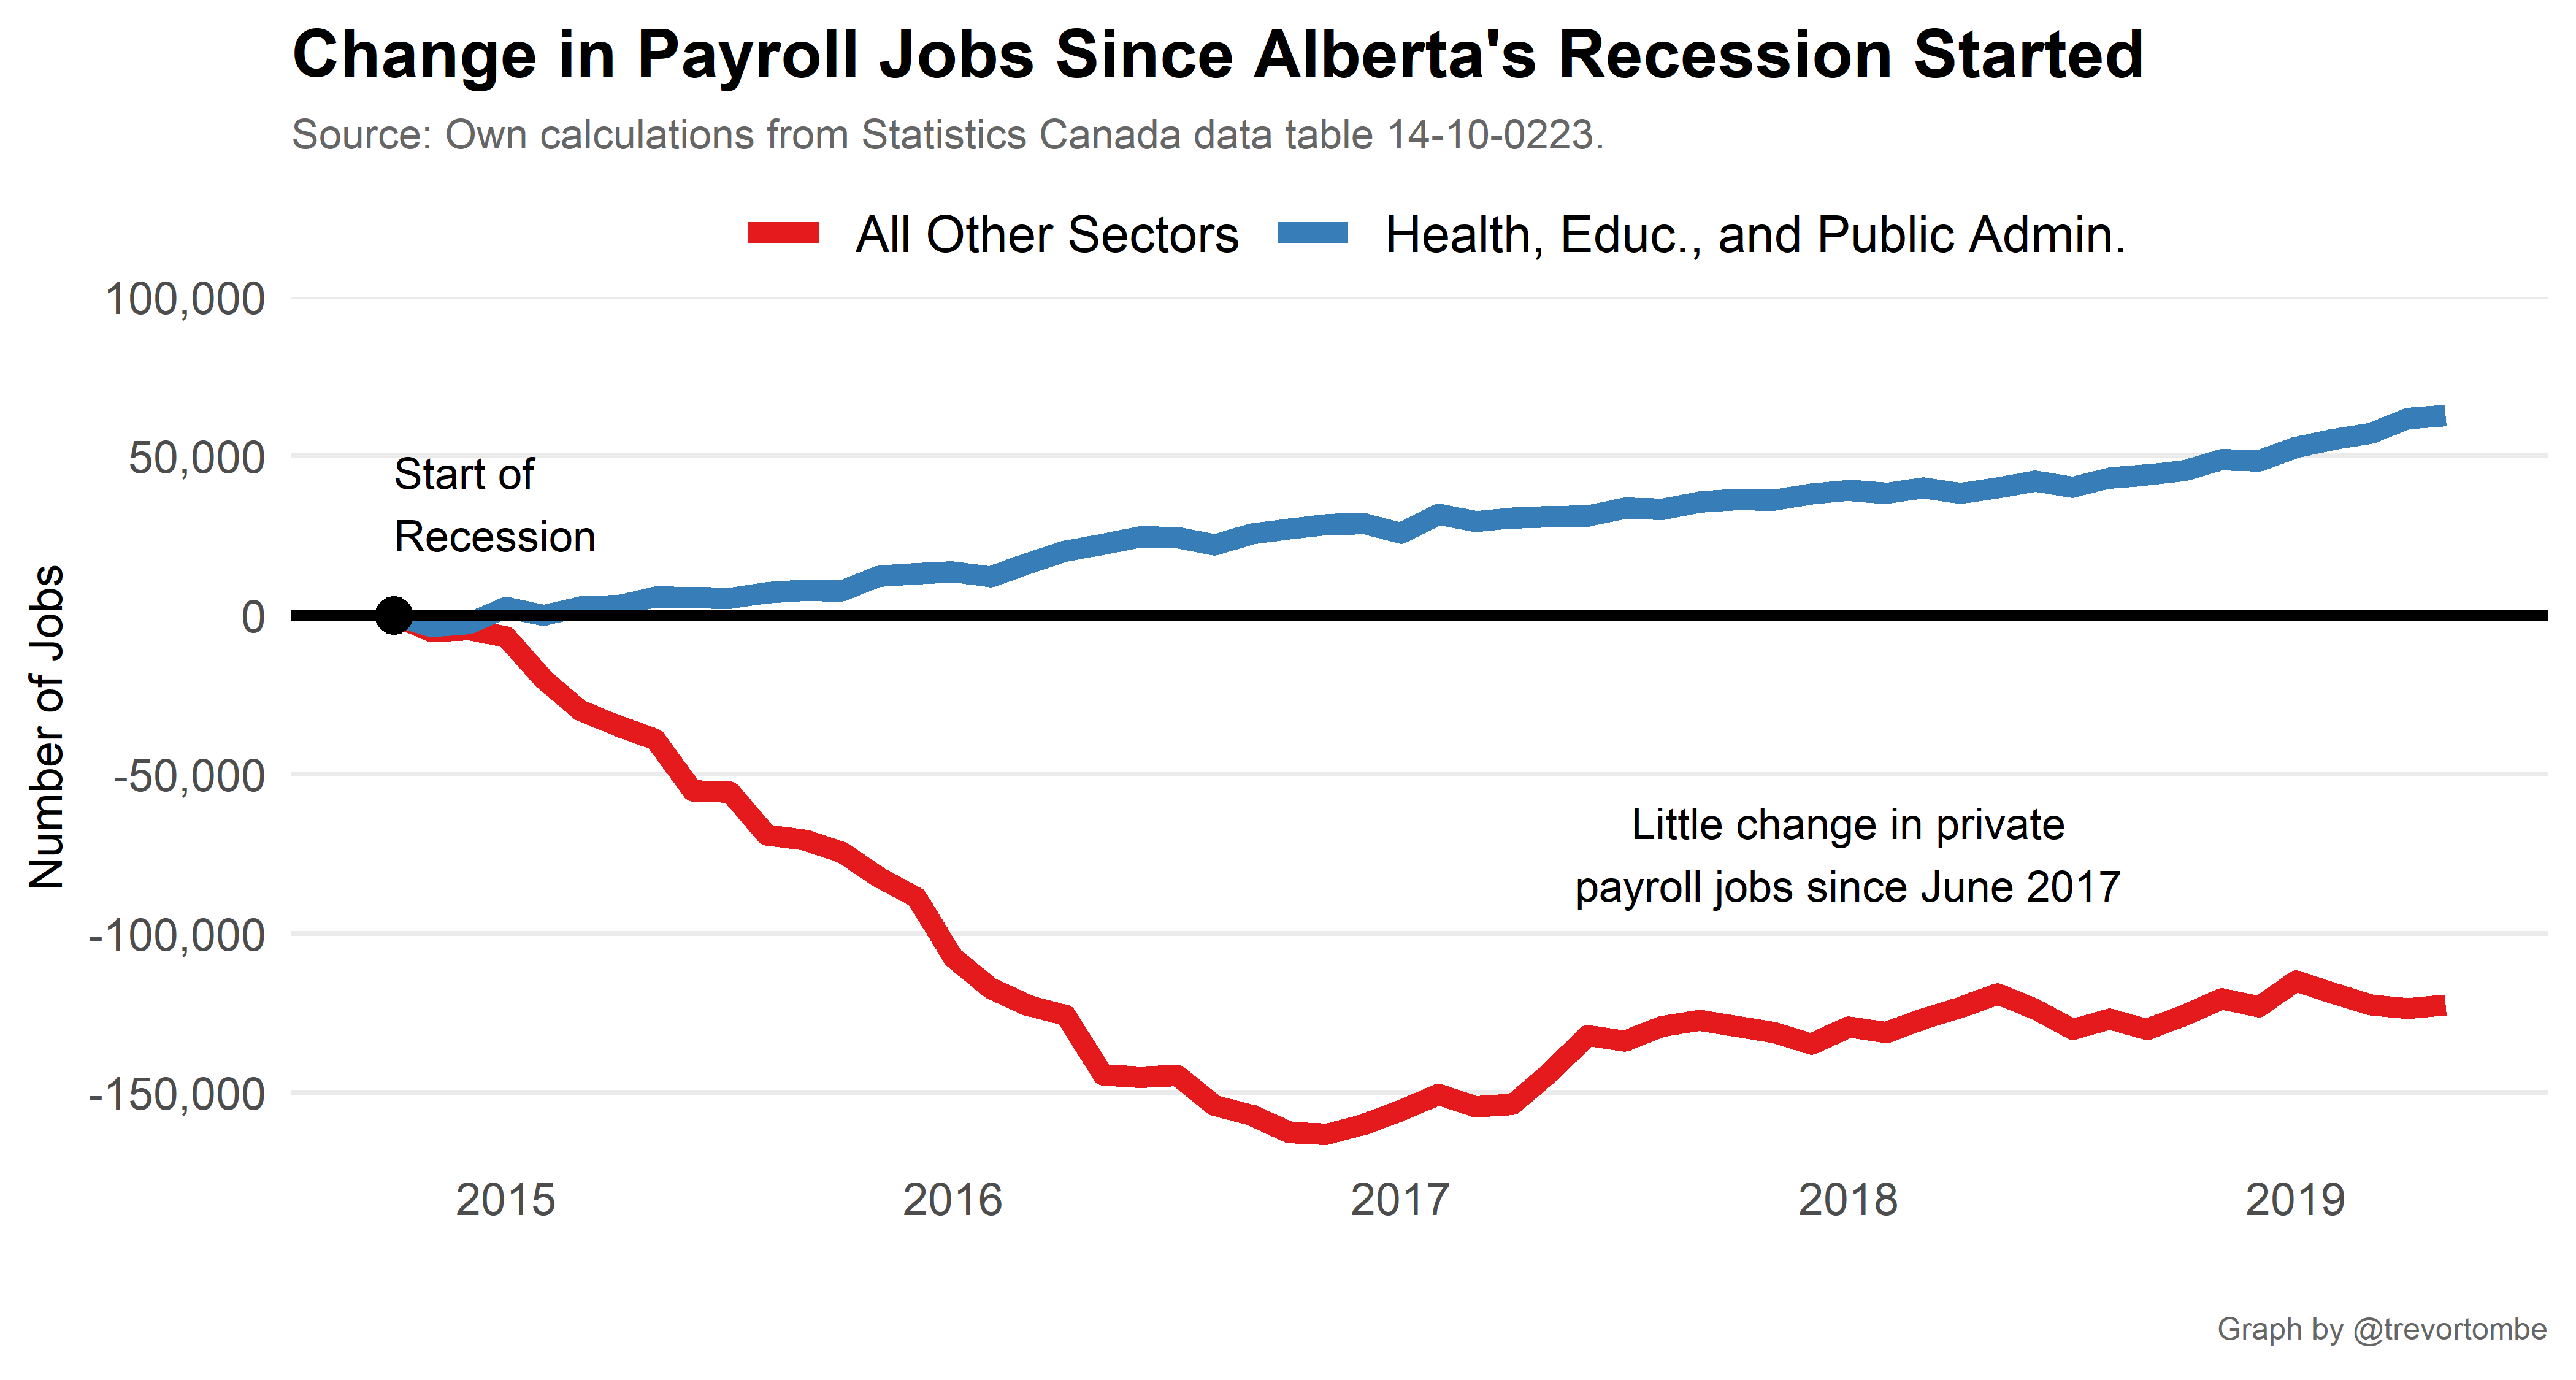 Change in Payroll Jobs Since Alberta's Recession Started
Source: Own calculations from Statistics Canada data table 14-10-0223.
All Other Sectors
Health, Educ., and Public Admin.
Number of Jobs
100,000
50,000
0
-50,000
-100,000
-150,000
Start of
Recession
Little change in private
payroll jobs since June 2017
2015
2016
2017
2018
2019
Graph by @trevortombe